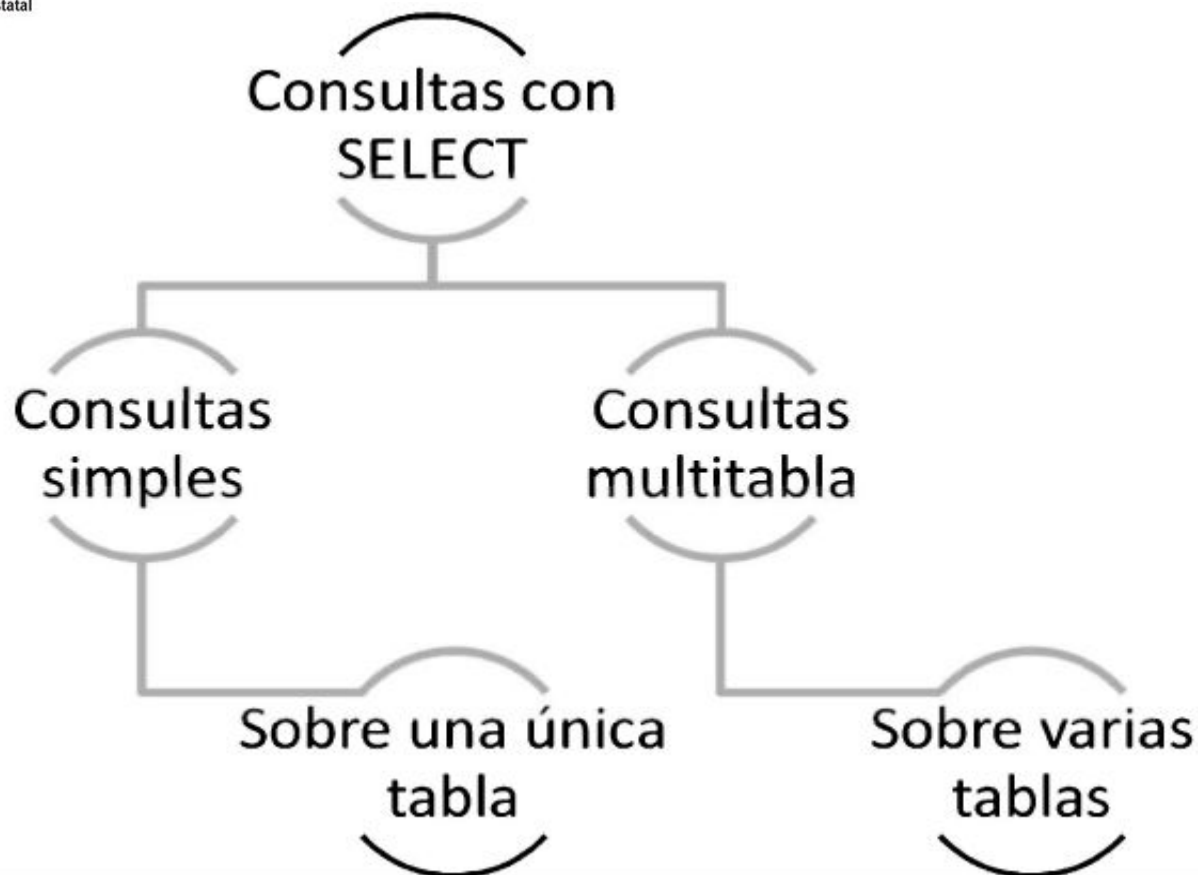 Consultas con
SELECT
Consultas
simples
Consultas
multitabla
Sobre una única
tabla
Sobre varias
tablas